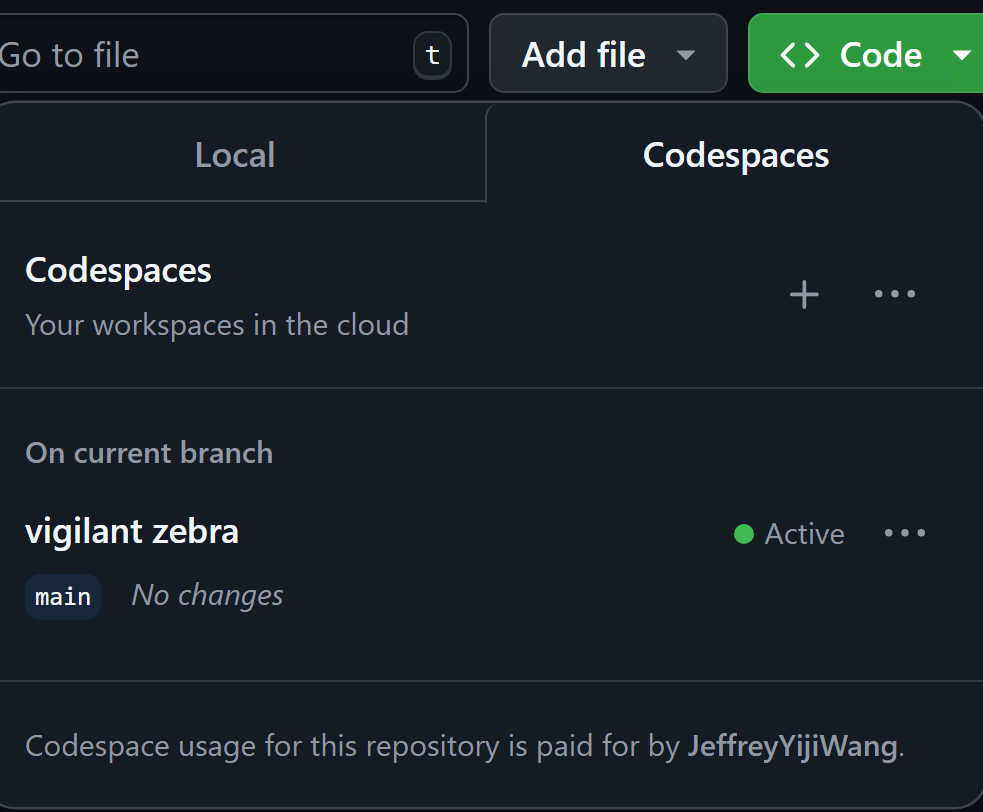 Go to file
t
Add file
Code
Local
Codespaces
Codespaces
Your workspaces in the cloud
On current branch
vigilant zebra
Active
main
No changes
Codespace usage for this repository is paid for by JeffreyYijiWang.